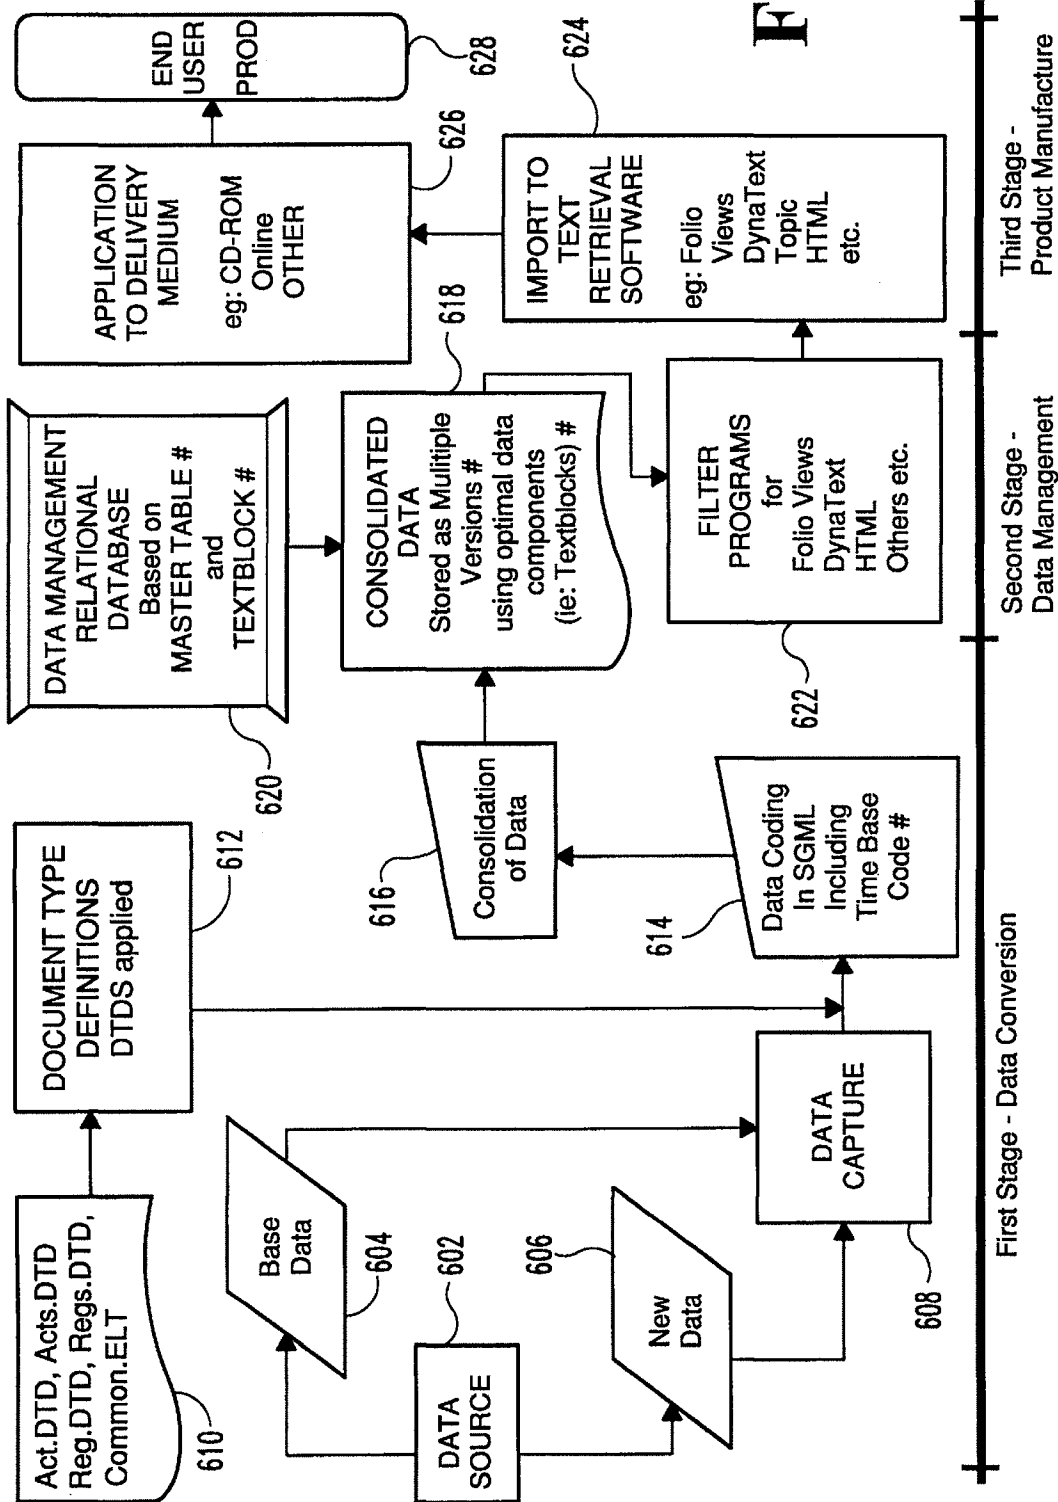 Act.DTD, Acts.DTD
Reg.DTD, Regs.DTD,
Common.ELT
610
DOCUMENT TYPE
DEFINITIONS
DTDS applied
612
DATA MANAGEMENT
RELATIONAL
DATABASE
Based on
MASTER TABLE #
and
TEXTBLOCK #
620
APPLICATION
TO DELIVERY
MEDIUM
eg: CD-ROM
Online
OTHER
626
END
USER
PROD
628
Base
Data
604
DATA
SOURCE
602
New
Data
606
DATA
CAPTURE
608
Data Coding
In SGML
Including
Time Base
Code #
614
Consolidation
of Data
616
CONSOLIDATED
DATA
Stored as Mulitiple
Versions #
using optimal data
components
(ie: Textblocks) #
618
FILTER
PROGRAMS
for
Folio Views
DynaText
HTML
Others etc.
622
IMPORT TO
TEXT
RETRIEVAL
SOFTWARE
eg: Folio
Views
DynaText
Topic
HTML
etc.
624
F
First Stage - Data Conversion
Second Stage -
Data Management
Third Stage -
Product Manufacture